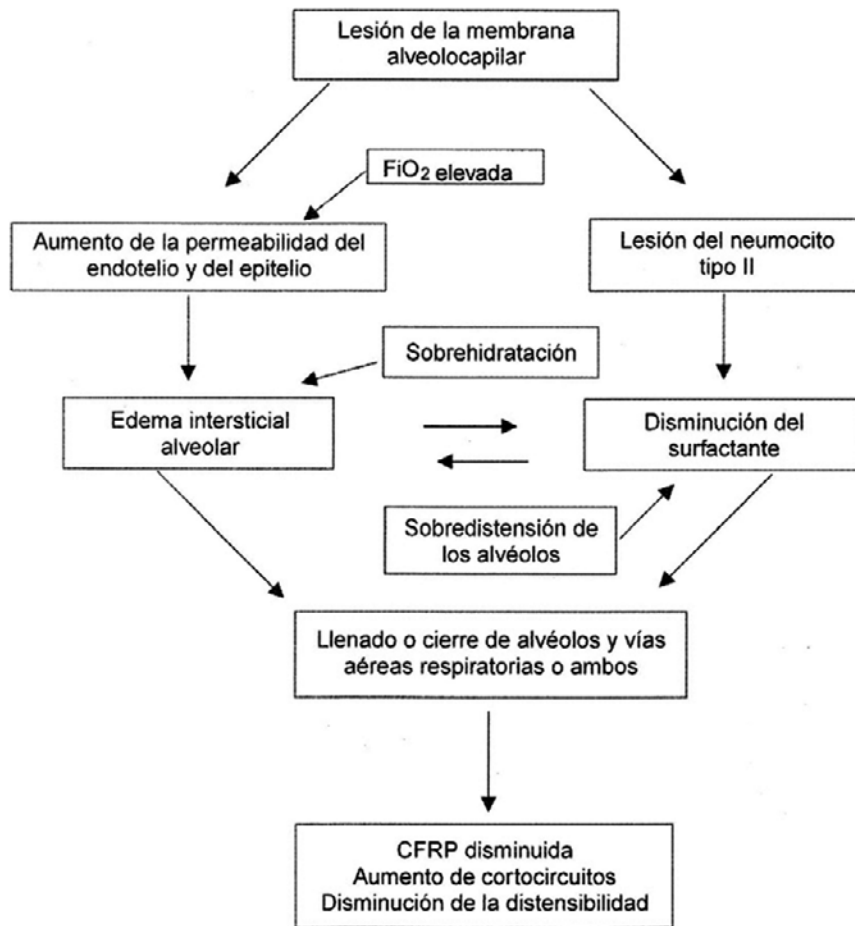 Lesión de la membrana
alveolocapilar
FiO2 elevada
Aumento de la permeabilidad del
endotelio y del epitelio
Lesión del neumocito
tipo II
Sobrehidratación
Edema intersticial
alveolar
Disminución del
surfactante
Sobredistensión de
los alvéolos
Llenado o cierre de alvéolos y vías
aéreas respiratorias o ambos
CFRP disminuida
Aumento de cortocircuitos
Disminución de la distensibilidad